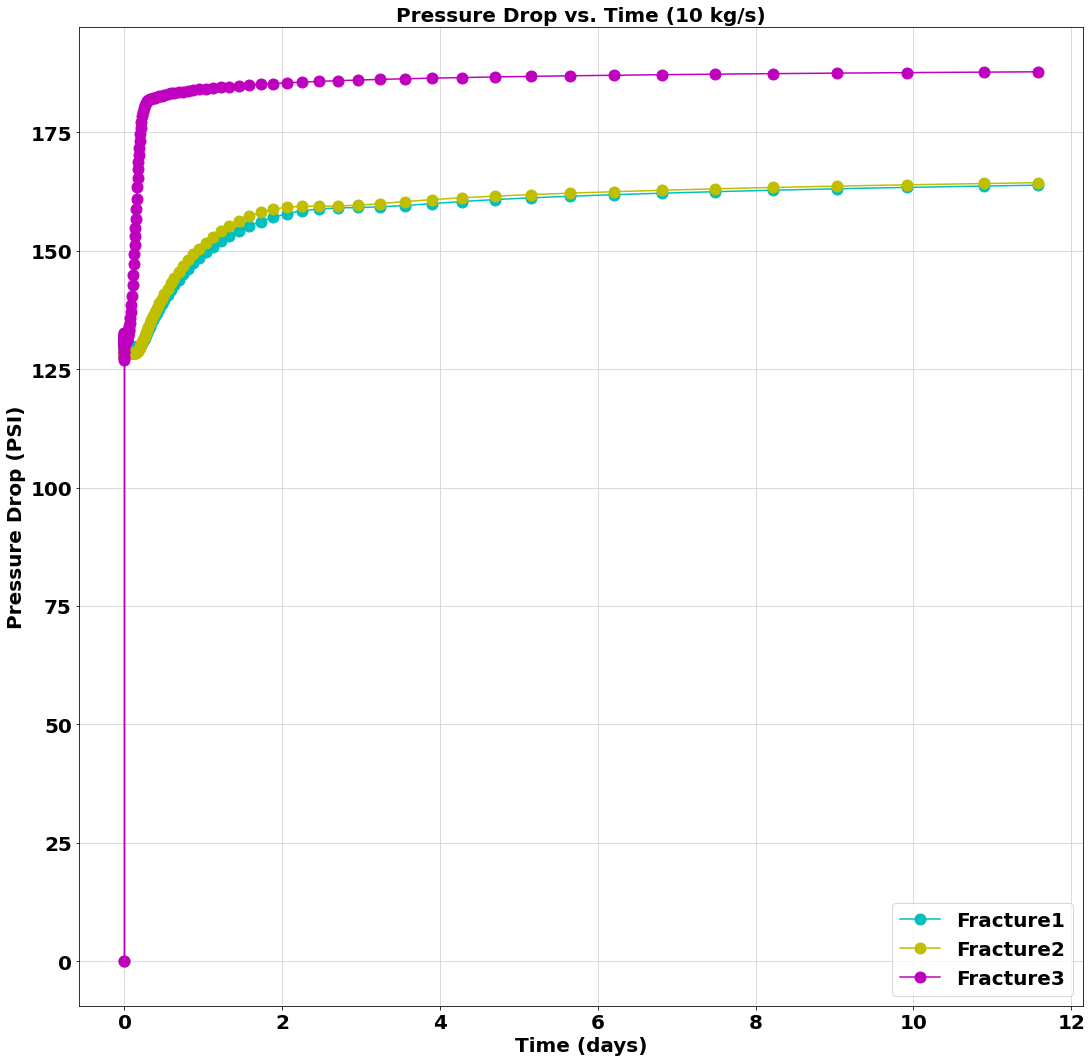 Pressure Drop vs. Time (10 kg/s)
175
150
125
100
75
50
25
0
Pressure Drop (PSI)
Fracture1
Fracture2
Fracture3
0 2 4 6 8 10 12
Time (days)